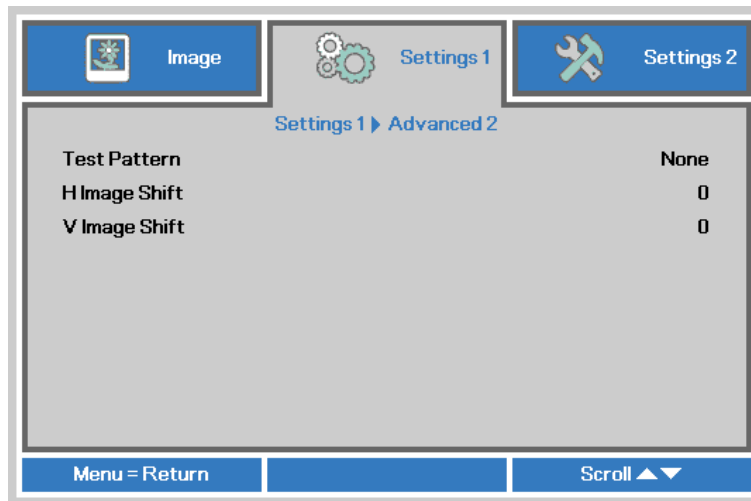 Image
Settings 1
Settings 2
Settings 1 Advanced 2
Test Pattern None
H Image Shift 0
V Image Shift 0
Menu = Return
Scroll